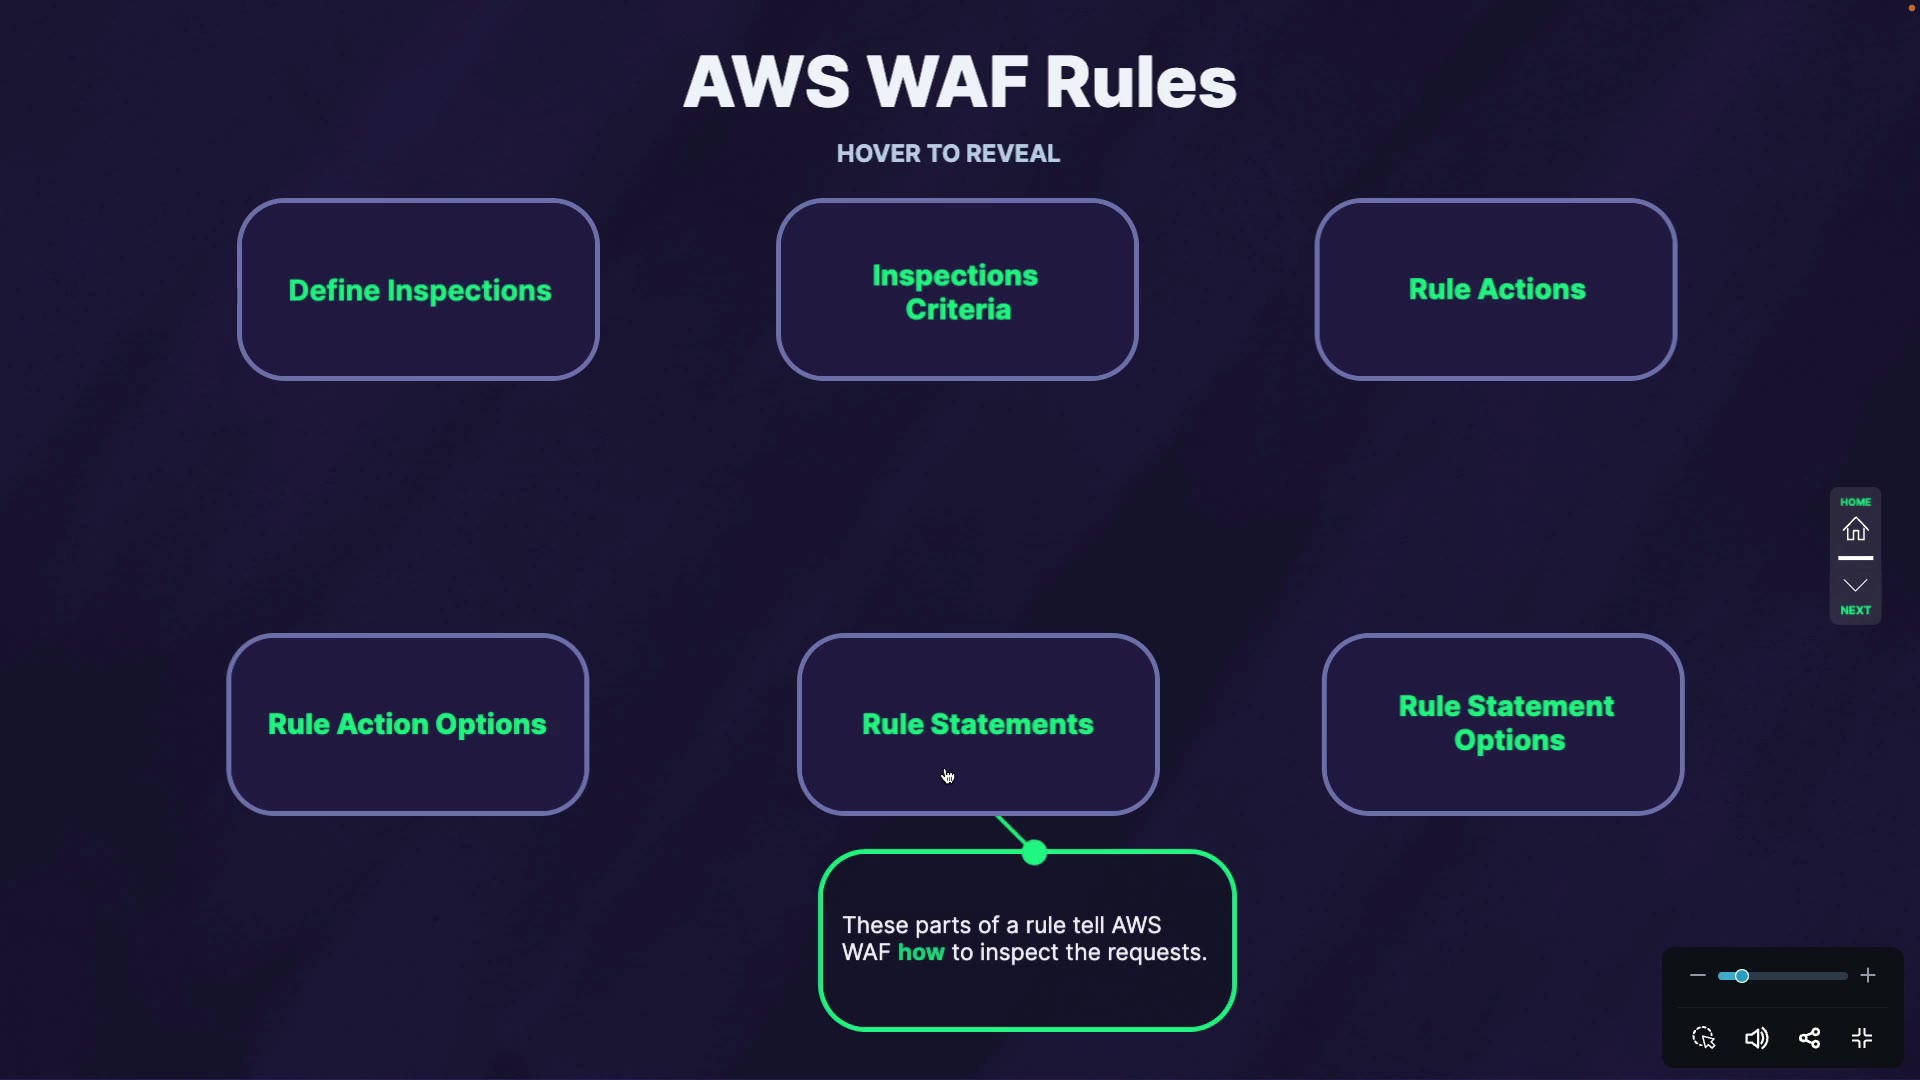 AWS WAF Rules
HOVER TO REVEAL
Define Inspections
Inspections
Criteria
Rule Actions
HOME
NEXT
Rule Action Options
Rule Statements
Rule Statement
Options
These parts of a rule tell AWS
WAF how to inspect the requests.